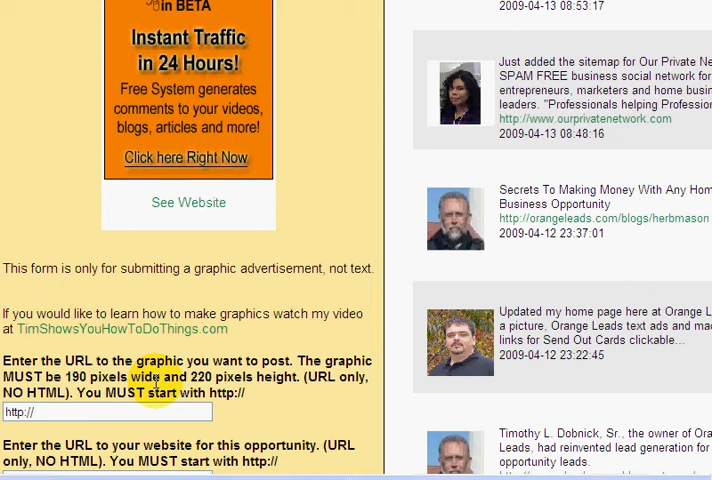 in BETA
Instant Traffic
in 24 Hours!
Free System generates
comments to your videos,
blogs, articles and more!
Click here Right Now
See Website
This form is only for submitting a graphic advertisement, not text.
If you would like to learn how to make graphics watch my video
at TimShowsYouHowToDoThings.com
Enter the URL to the graphic you want to post. The graphic
MUST be 190 pixels wide and 220 pixels height. (URL only,
NO HTML). You MUST start with http://
http://
Enter the URL to your website for this opportunity. (URL
only, NO HTML). You MUST start with http://
2009-04-13 08:53:17
Just added the sitemap for Our Private Ne
SPAM FREE business social network for
entrepreneurs, marketers and home busin
leaders. "Professionals helping Profession
http://www.ourprivatenetwork.com
2009-04-13 08:48:16
Secrets To Making Money With Any Hom
Business Opportunity
http://orangeleads.com/blogs/herbmason
2009-04-12 23:37:01
Updated my home page here at Orange L
a picture, Orange Leads text ads and ma
links for Send Out Cards clickable...
2009-04-12 23:22:45
Timothy L. Dobnick, Sr., the owner of Ora
Leads, had reinvented lead generation for
opportunity leads.